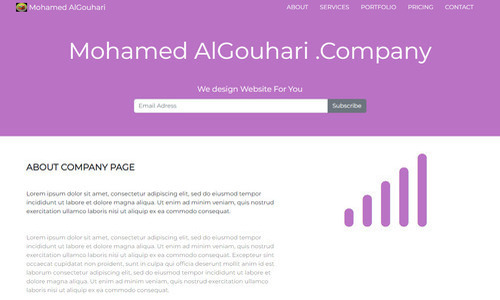 Mohamed AlGouhari
ABOUT SERVICES PORTFOLIO PRICING CONTACT
Mohamed AlGouhari .Company
We design Website For You
Email Adress Subscribe
ABOUT COMPANY PAGE
Lorem ipsum dolor sit amet, consectetur adipiscing elit, sed do eiusmod tempor
incididunt ut labore et dolore magna aliqua. Ut enim ad minim veniam, quis nostrud
exercitation ullamco laboris nisi ut aliquip ex ea commodo consequat.
Lorem ipsum dolor sit amet, consectetur adipiscing elit, sed do eiusmod tempor
incididunt ut labore et dolore magna aliqua. Ut enim ad minim veniam, quis nostrud
exercitation ullamco laboris nisi ut aliquip ex ea commodo consequat. Excepteur sint
occaecat cupidatat non proident, sunt in culpa qui officia deserunt mollit anim id est
laborum consectetur adipiscing elit, sed do eiusmod tempor incididunt ut labore et
dolore magna aliqua. Ut enim ad minim veniam, quis nostrud exercitation ullamco
laboris nisi ut aliquip ex ea commodo consequat.